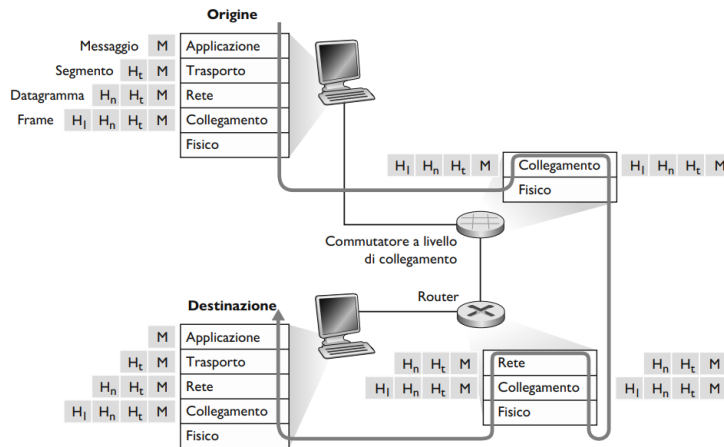 Origine
Messaggio M Applicazione
Segmento Ht M Trasporto
Datagramma Hn Ht M Rete
Frame Hl Hn Ht M Collegamento
Fisico
Hl Hn Ht M Collegamento Hl Hn Ht M
Fisico
Commutatore a livello
di collegamento
Router
Destinazione
M Applicazione
Ht M Trasporto
Hn Ht M Rete
Hl Hn Ht M Collegamento
Fisico
Hn Ht M Rete Hn Ht M
Hl Hn Ht M Collegamento Hl Hn Ht M
Fisico